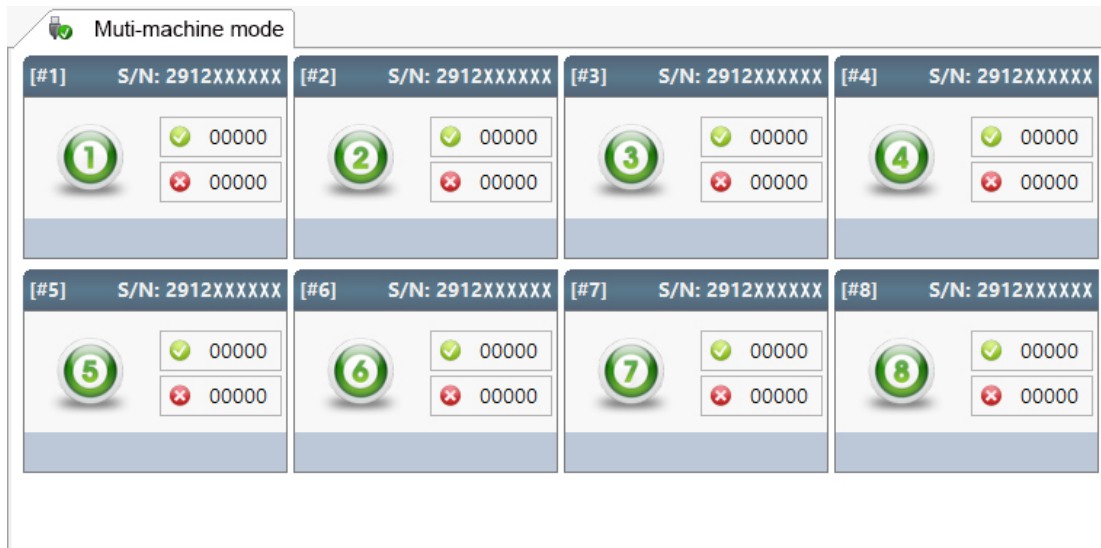 Muti-machine mode
[#1] S/N: 2912XXXXXX [#2] S/N: 2912XXXXXX [#3] S/N: 2912XXXXXX [#4] S/N: 2912XXXXXX
1 00000 2 00000 3 00000 4 00000
00000 00000 00000 00000
[#5] S/N: 2912XXXXXX [#6] S/N: 2912XXXXXX [#7] S/N: 2912XXXXXX [#8] S/N: 2912XXXXXX
5 00000 6 00000 7 00000 8 00000
00000 00000 00000 00000